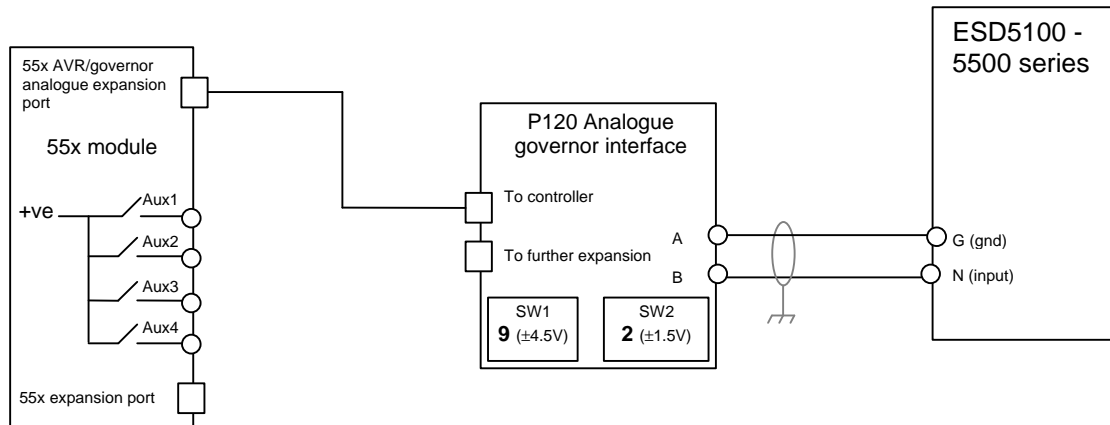 55x AVR/governor
analogue expansion
port
55x module
+ve
Aux1
Aux2
Aux3
Aux4
55x expansion port
P120 Analogue
governor interface
To controller
To further expansion
A
B
SW1
9 (±4.5V)
SW2
2 (±1.5V)
ESD5100 -
5500 series
G (gnd)
N (input)